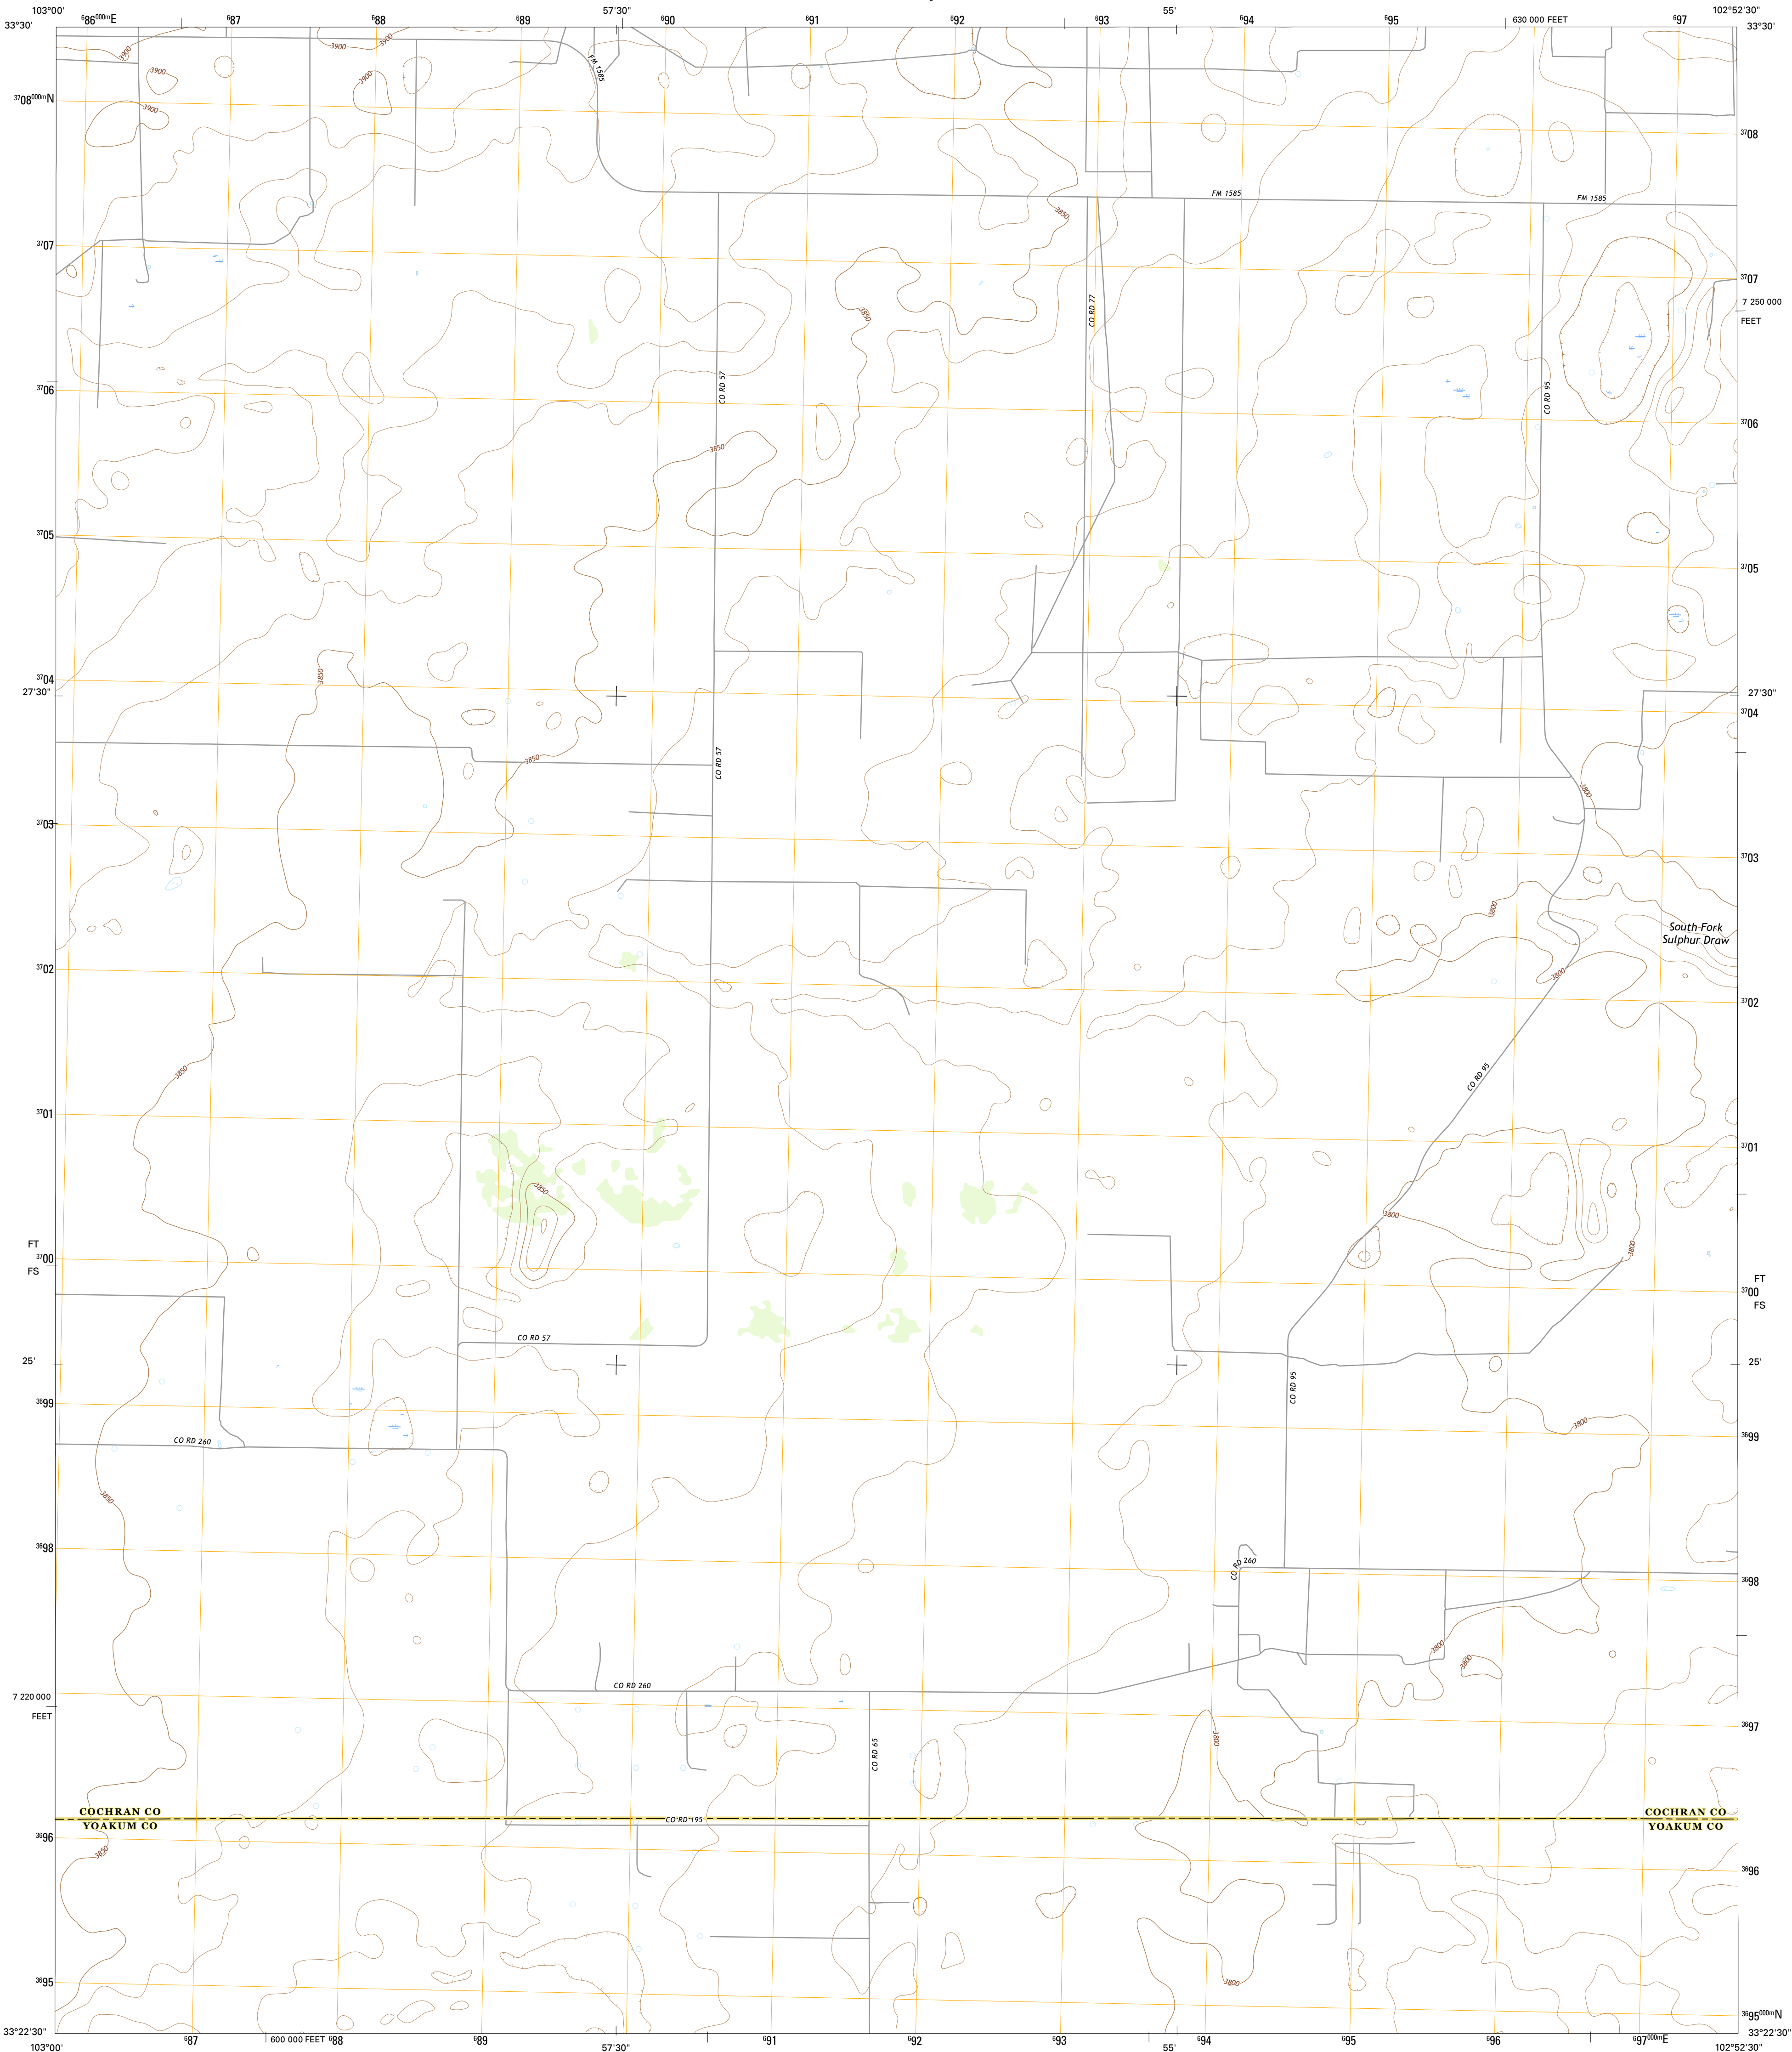 103°00'
⁶86⁰⁰⁰ᵐE
⁶87
⁶88
⁶89
57'30"
⁶90
⁶91
⁶92
⁶93
55'
⁶94
⁶95
630 000 FEET
⁶97
102°52'30"
33°30'
33°30'
3900
3900
3900
3900
3900
3900
FM 1585
³⁷08⁰⁰⁰ᵐN
³⁷08
FM 1585
FM 1585
3850
³⁷07
³⁷07
7 250 000
FEET
CO RD 77
3850
³⁷06
CO RD 57
CO RD 95
³⁷06
3850
³⁷05
³⁷05
3850
³⁷04
27'30"
27'30"
³⁷04
3850
CO RD 57
3800
³⁷03
³⁷03
3800
South Fork
Sulphur Draw
³⁷02
3800
³⁷02
3850
CO RD 95
³⁷01
³⁷01
3850
3800
3800
FT
³⁷00
FS
FT
³⁷00
FS
CO RD 57
25'
25'
CO RD 95
³⁶99
3800
CO RD 260
³⁶99
3850
³⁶98
CO RD 260
³⁶98
3800
3800
CO RD 260
7 220 000
FEET
3800
CO RD 65
³⁶97
COCHRAN CO
COCHRAN CO
CO RD 195
YOAKUM CO
YOAKUM CO
³⁶96
3850
³⁶96
³⁶95
3800
³⁶95⁰⁰⁰ᵐN
33°22'30"
33°22'30"
⁶87
600 000 FEET
⁶88
⁶89
57'30"
⁶91
⁶92
⁶93
55'
⁶94
⁶95
⁶96
⁶97⁰⁰⁰ᵐE
103°00'
102°52'30"